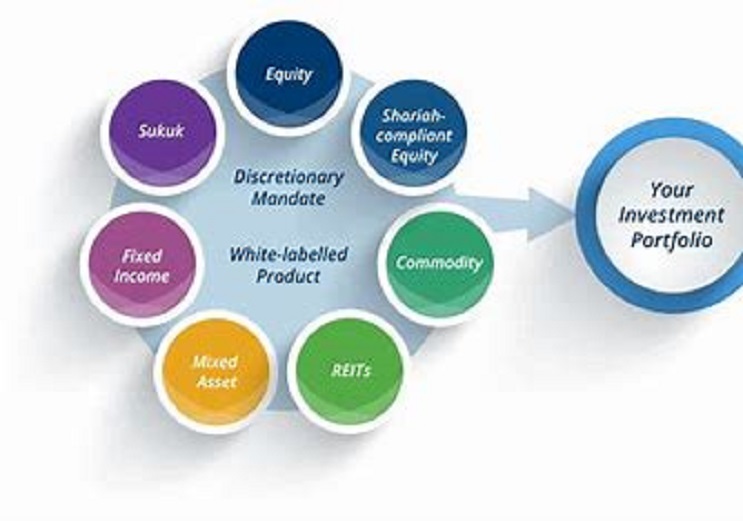 Equity
Shariah-
compliant
Equity
Commodity
REITs
Mixed
Asset
Fixed
Income
Sukuk
Discretionary
Mandate
White-labelled
Product
Your
Investment
Portfolio